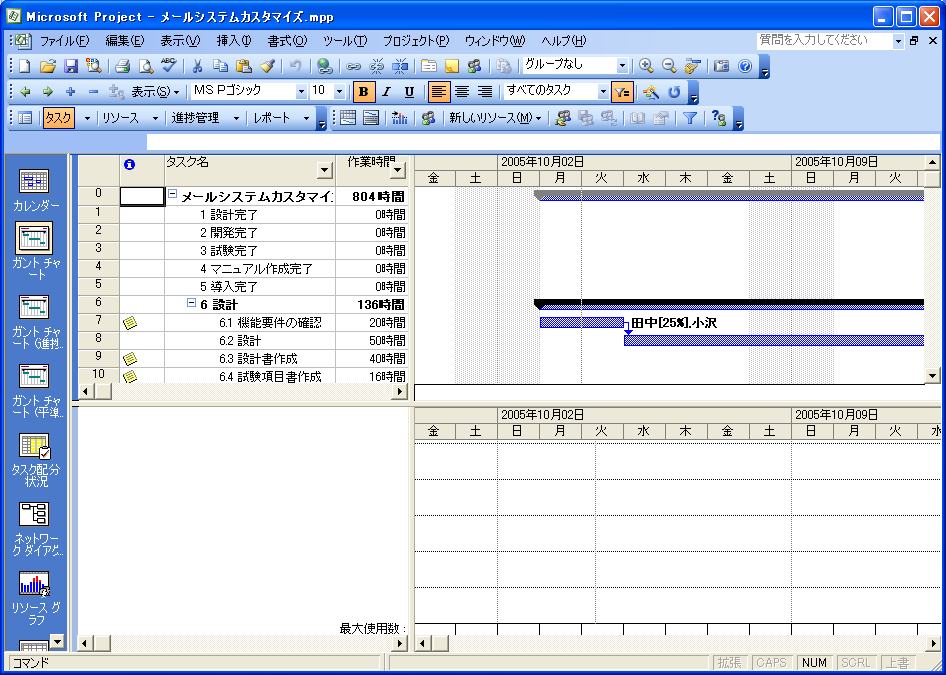 Microsoft Project - メールシステムカスタマイズ.mpp
ファイル(F) 編集(E) 表示(V) 挿入(I) 書式(O) ツール(T) プロジェクト(P) ウィンドウ(W) ヘルプ(H) 質問を入力してください
グループなし
表示(S) MS Pゴシック 10 B I U すべてのタスク
タスク リソース 進捗管理 レポート 新しいリソース(M)
カレンダー
ガント チャ
ート
ガント チャ
ート (進捗..
ガント チャ
ート (平準..
タスク配分
状況
ネットワー
ク ダイアグ..
リソース グ
ラフ
タスク名 作業時間
0 メールシステムカスタマイズ 804時間
1 1 設計完了 0時間
2 2 開発完了 0時間
3 3 試験完了 0時間
4 4 マニュアル作成完了 0時間
5 5 導入完了 0時間
6 6 設計 136時間
7 6.1 機能要件の確認 20時間
8 6.2 設計 50時間
9 6.3 設計書作成 40時間
10 6.4 試験項目書作成 16時間
2005年10月02日 2005年10月09日
金 土 日 月 火 水 木 金 土 日 月 火
田中[25%],小沢
2005年10月02日 2005年10月09日
金 土 日 月 火 水 木 金 土 日 月 火 水
最大使用数 :
コマンド 拡張 CAPS NUM SCRL 上書